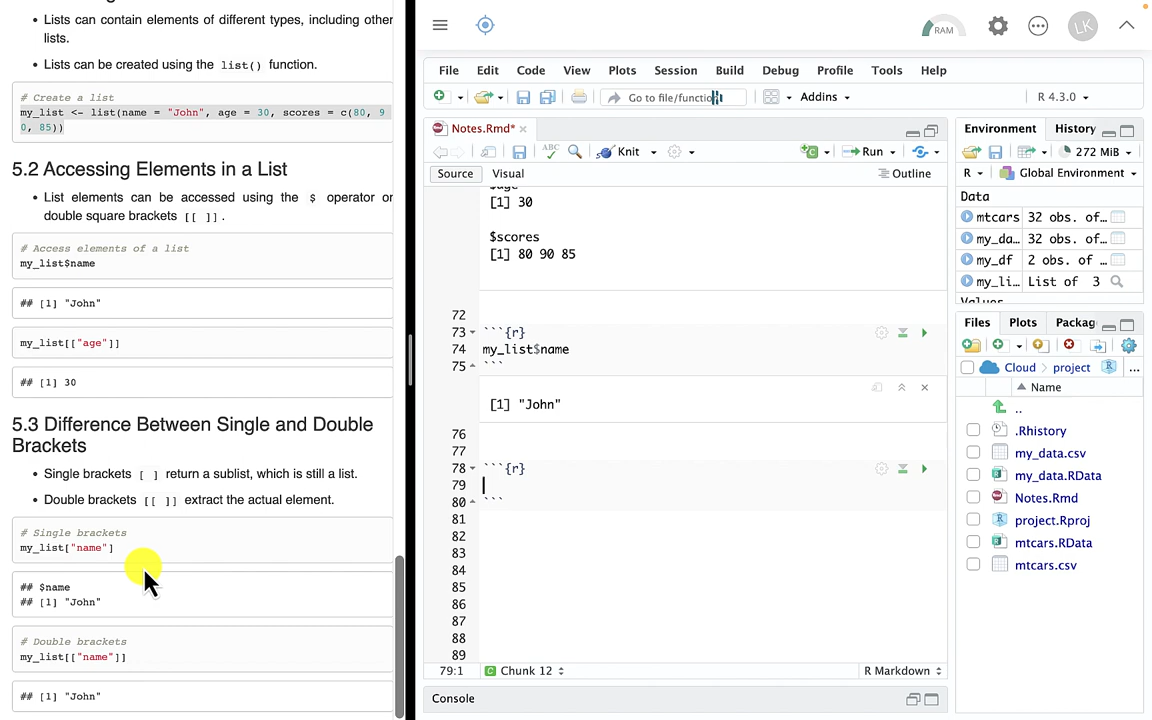 • Lists can contain elements of different types, including other
lists.
• Lists can be created using the list() function.
# Create a list
my_list <- list(name = "John", age = 30, scores = c(80, 9
0, 85))
5.2 Accessing Elements in a List
• List elements can be accessed using the $ operator or
double square brackets [[ ]].
# Access elements of a list
my_list$name
## [1] "John"
my_list[["age"]]
## [1] 30
5.3 Difference Between Single and Double
Brackets
• Single brackets [ ] return a sublist, which is still a list.
• Double brackets [[ ]] extract the actual element.
# Single brackets
my_list["name"]
## $name
## [1] "John"
# Double brackets
my_list[["name"]]
## [1] "John"
RAM
LK
File Edit Code View Plots Session Build Debug Profile Tools Help
Go to file/function
Addins
R 4.3.0
Notes.Rmd*
ABC
Knit
Run
Source Visual
Outline
$age
[1] 30
$scores
[1] 80 90 85
72
73 ```{r}
74 my_list$name
75 ```
[1] "John"
76
77
78 ```{r}
79
80 ```
81
82
83
84
85
86
87
88
89
79:1 Chunk 12 R Markdown
Console
Environment History
272 MiB
R Global Environment
Data
mtcars 32 obs. of…
my_da… 32 obs. of…
my_df 2 obs. of …
my_li… List of 3
Values
Files Plots Packag
Cloud project
...
Name
..
.Rhistory
my_data.csv
my_data.RData
Notes.Rmd
project.Rproj
mtcars.RData
mtcars.csv